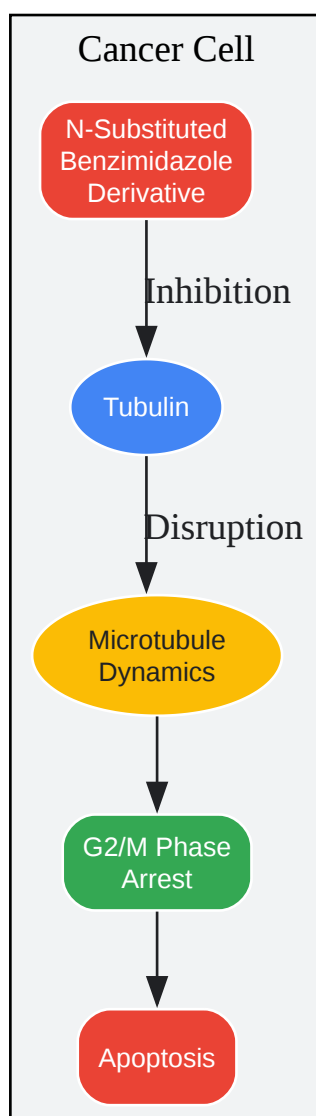 Cancer Cell
N-Substituted
Benzimidazole
Derivative
Inhibition
Tubulin
Disruption
Microtubule
Dynamics
G2/M Phase
Arrest
Apoptosis